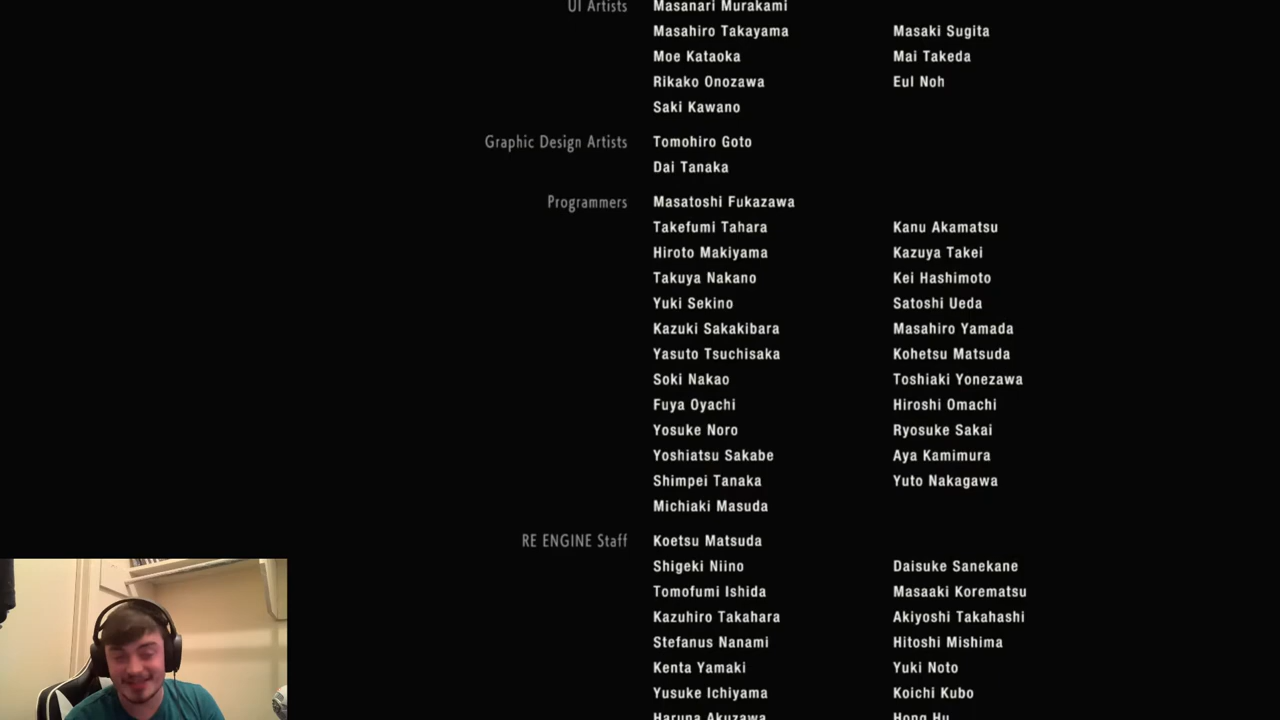 UI Artists Masanari Murakami
Masahiro Takayama Masaki Sugita
Moe Kataoka Mai Takeda
Rikako Onozawa Eul Noh
Saki Kawano
Graphic Design Artists Tomohiro Goto
Dai Tanaka
Programmers Masatoshi Fukazawa
Takefumi Tahara Kanu Akamatsu
Hiroto Makiyama Kazuya Takei
Takuya Nakano Kei Hashimoto
Yuki Sekino Satoshi Ueda
Kazuki Sakakibara Masahiro Yamada
Yasuto Tsuchisaka Kohetsu Matsuda
Soki Nakao Toshiaki Yonezawa
Fuya Oyachi Hiroshi Omachi
Yosuke Noro Ryosuke Sakai
Yoshiatsu Sakabe Aya Kamimura
Shimpei Tanaka Yuto Nakagawa
Michiaki Masuda
RE ENGINE Staff Koetsu Matsuda
Shigeki Niino Daisuke Sanekane
Tomofumi Ishida Masaaki Korematsu
Kazuhiro Takahara Akiyoshi Takahashi
Stefanus Nanami Hitoshi Mishima
Kenta Yamaki Yuki Noto
Yusuke Ichiyama Koichi Kubo
Haruna Akuzawa Hong Hu